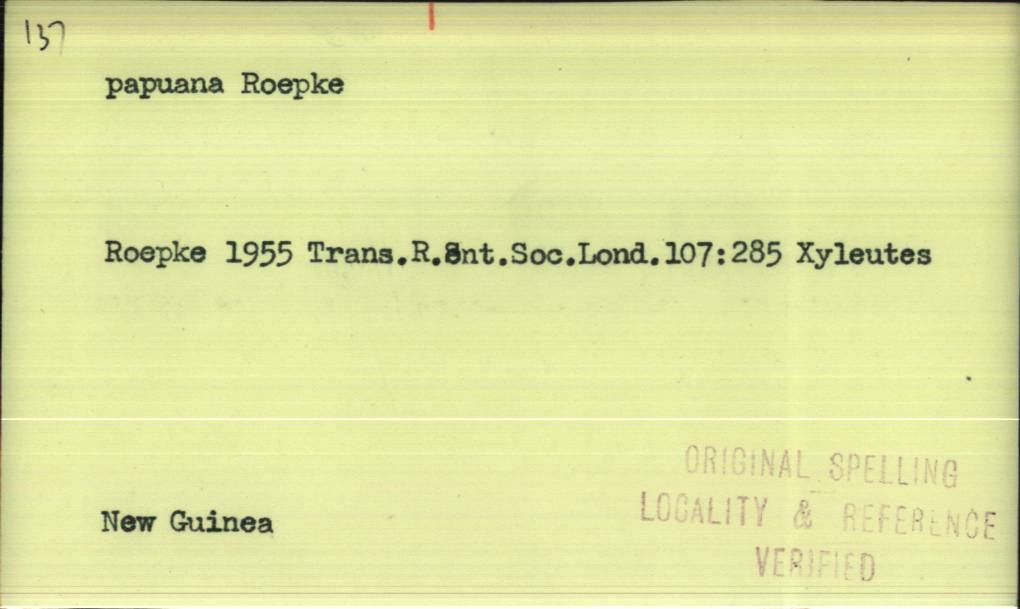 137
papuana Roepke
Roepke 1955 Trans.R.Ent.Soc.Lond.107:285 Xyleutes
ORIGINAL SPELLING
LOCALITY & REFERENCE
VERIFIED
New Guinea